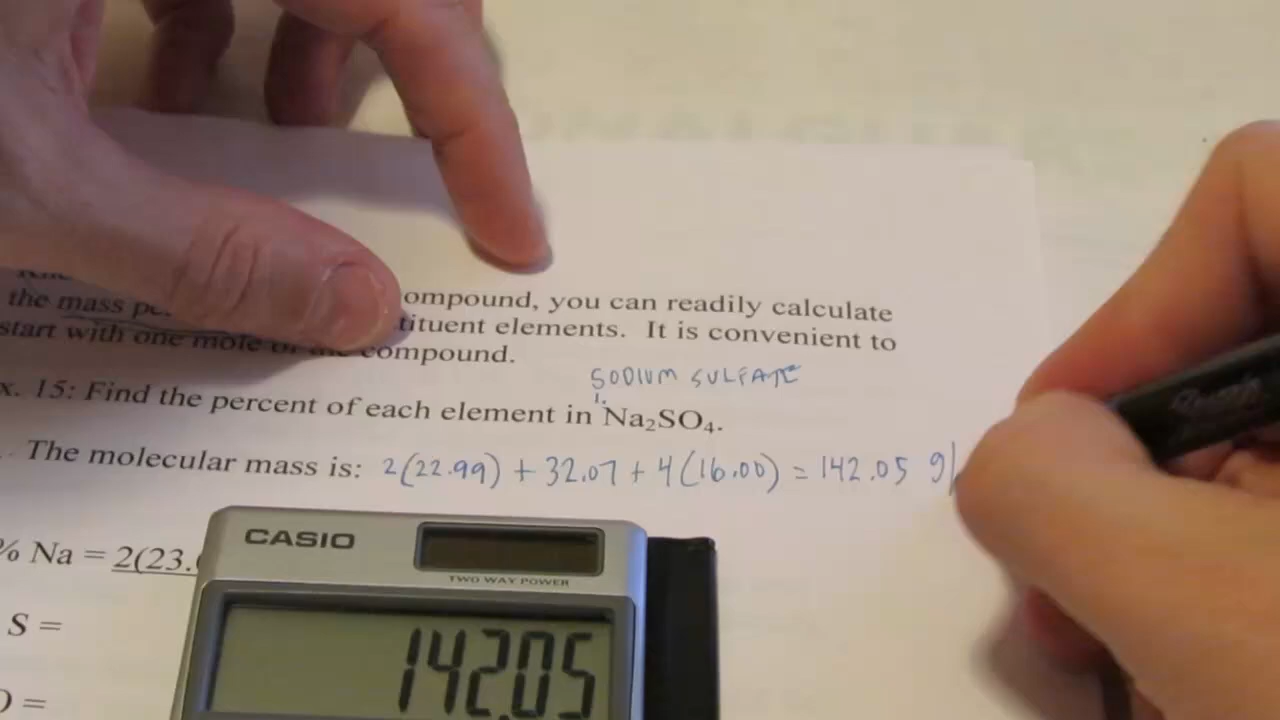 the mass ompound, you can readily calculate
tituent elements. It is convenient to
start with one mole of the compound.
SODIUM SULFATE
x. 15: Find the percent of each element in Na₂SO₄.
The molecular mass is: 2(22.99) + 32.07 + 4(16.00) = 142.05 g/
% Na = 2(23.
S =
CASIO
TWO WAY POWER
142.05